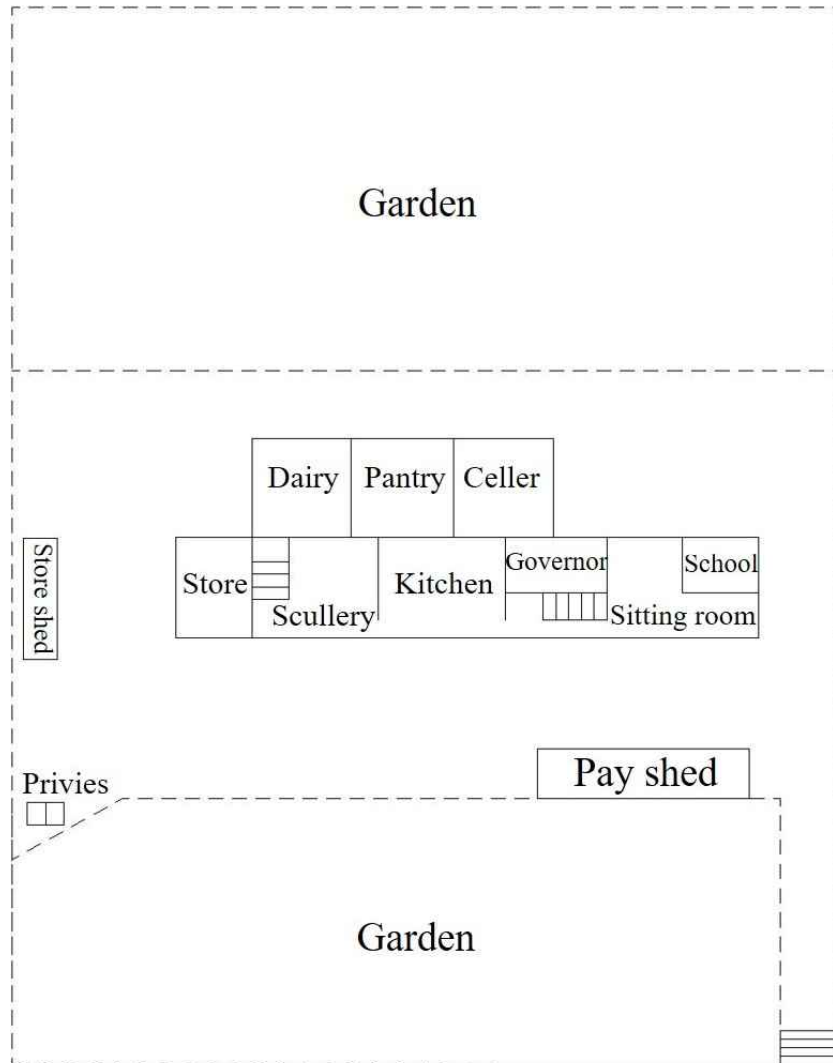 Garden
Dairy
Pantry
Celler
Store shed
Store
Scullery
Kitchen
Governor
School
Sitting room
Privies
Pay shed
Garden